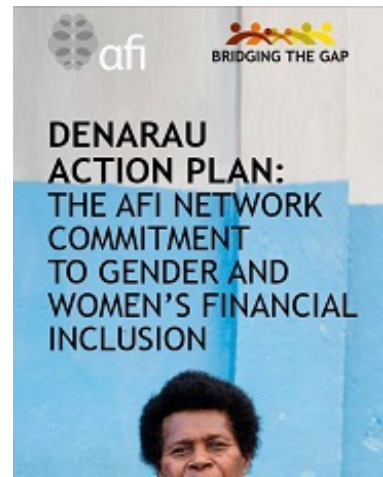 afi
BRIDGING THE GAP
DENARAU
ACTION PLAN:
THE AFI NETWORK
COMMITMENT
TO GENDER AND
WOMEN'S FINANCIAL
INCLUSION